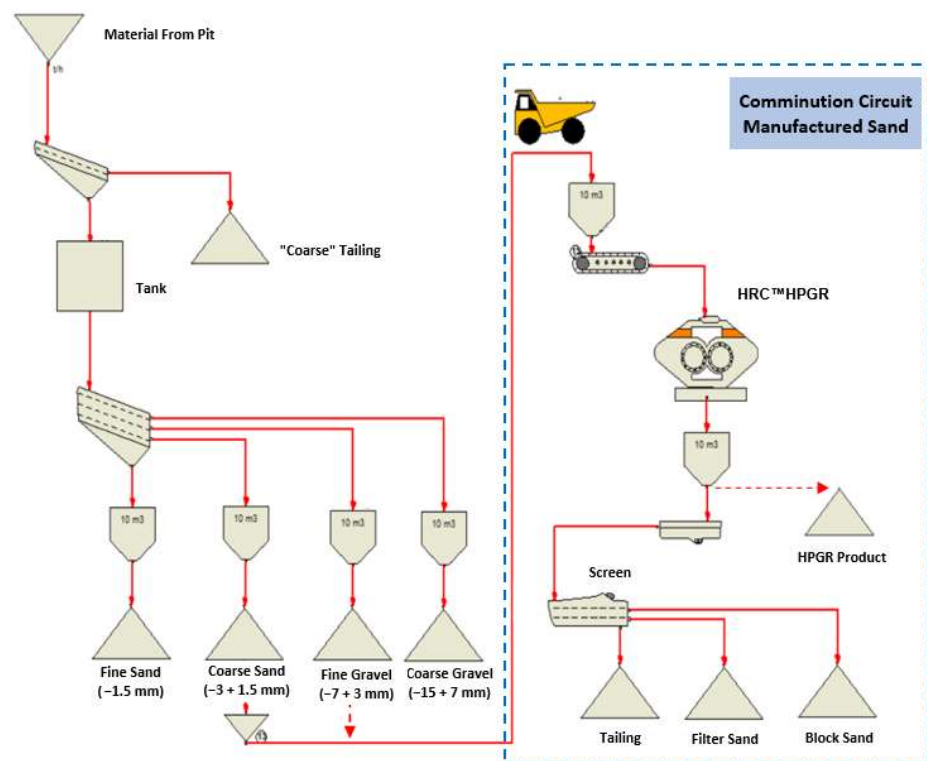 Material From Pit
t/h
Comminution Circuit
Manufactured Sand
10 m3
"Coarse" Tailing
Tank
HRC™HPGR
10 m3
10 m3
10 m3
10 m3
10 m3
HPGR Product
Screen
Fine Sand
(−1.5 mm)
Coarse Sand
(−3 + 1.5 mm)
Fine Gravel
(−7 + 3 mm)
Coarse Gravel
(−15 + 7 mm)
Tailing
Filter Sand
Block Sand